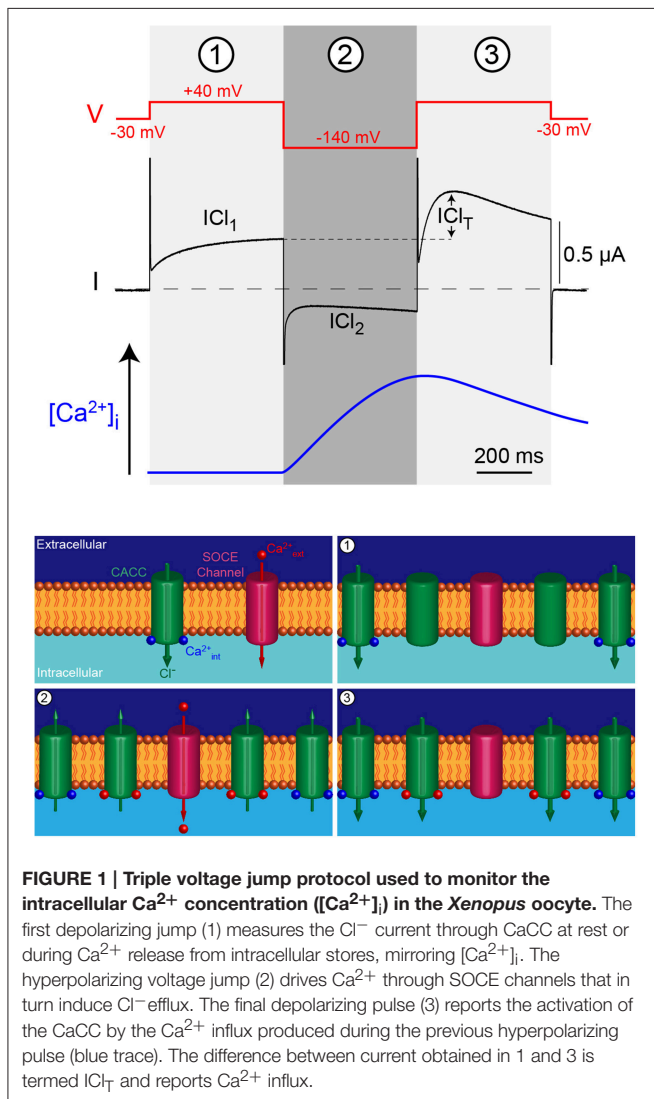 1 2 3
+40 mV
V
-30 mV
-140 mV
-30 mV
ICl₁
ICl_T
0.5 µA
I
ICl₂
[Ca²⁺]i
200 ms
Extracellular
SOCE
Channel
Ca²⁺ext
CACC
Ca²⁺int
Intracellular
Cl⁻
1
2
3
FIGURE 1 | Triple voltage jump protocol used to monitor the
intracellular Ca²⁺ concentration ([Ca²⁺]i) in the Xenopus oocyte. The
first depolarizing jump (1) measures the Cl⁻ current through CaCC at rest or
during Ca²⁺ release from intracellular stores, mirroring [Ca²⁺]i. The
hyperpolarizing voltage jump (2) drives Ca²⁺ through SOCE channels that in
turn induce Cl⁻efflux. The final depolarizing pulse (3) reports the activation of
the CaCC by the Ca²⁺ influx produced during the previous hyperpolarizing
pulse (blue trace). The difference between current obtained in 1 and 3 is
termed ICl_T and reports Ca²⁺ influx.